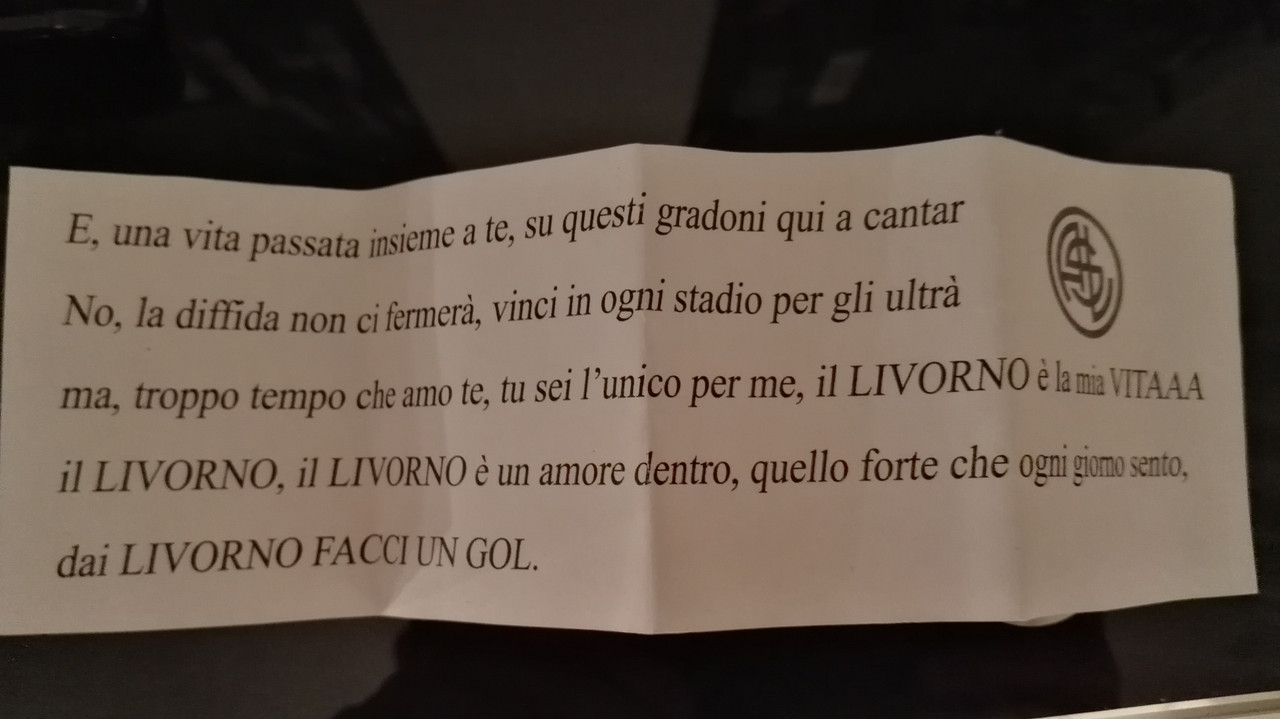 E, una vita passata insieme a te, su questi gradoni qui a cantar
No, la diffida non ci fermerà, vinci in ogni stadio per gli ultrà
ma, troppo tempo che amo te, tu sei l'unico per me, il LIVORNO è la mia VITAAA
il LIVORNO, il LIVORNO è un amore dentro, quello forte che ogni giorno sento,
dai LIVORNO FACCI UN GOL.